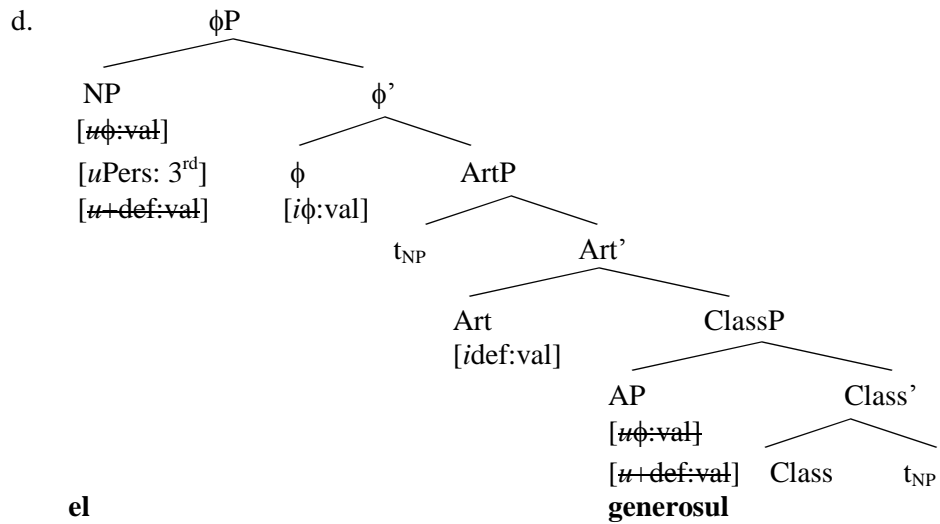 d. ϕP
NP ϕ’
[uϕ:val]
[uPers: 3rd] ϕ ArtP
[u+def:val] [iϕ:val]
tNP Art’
Art ClassP
[idef:val]
AP Class’
[uϕ:val]
[u+def:val] Class tNP
el generosul